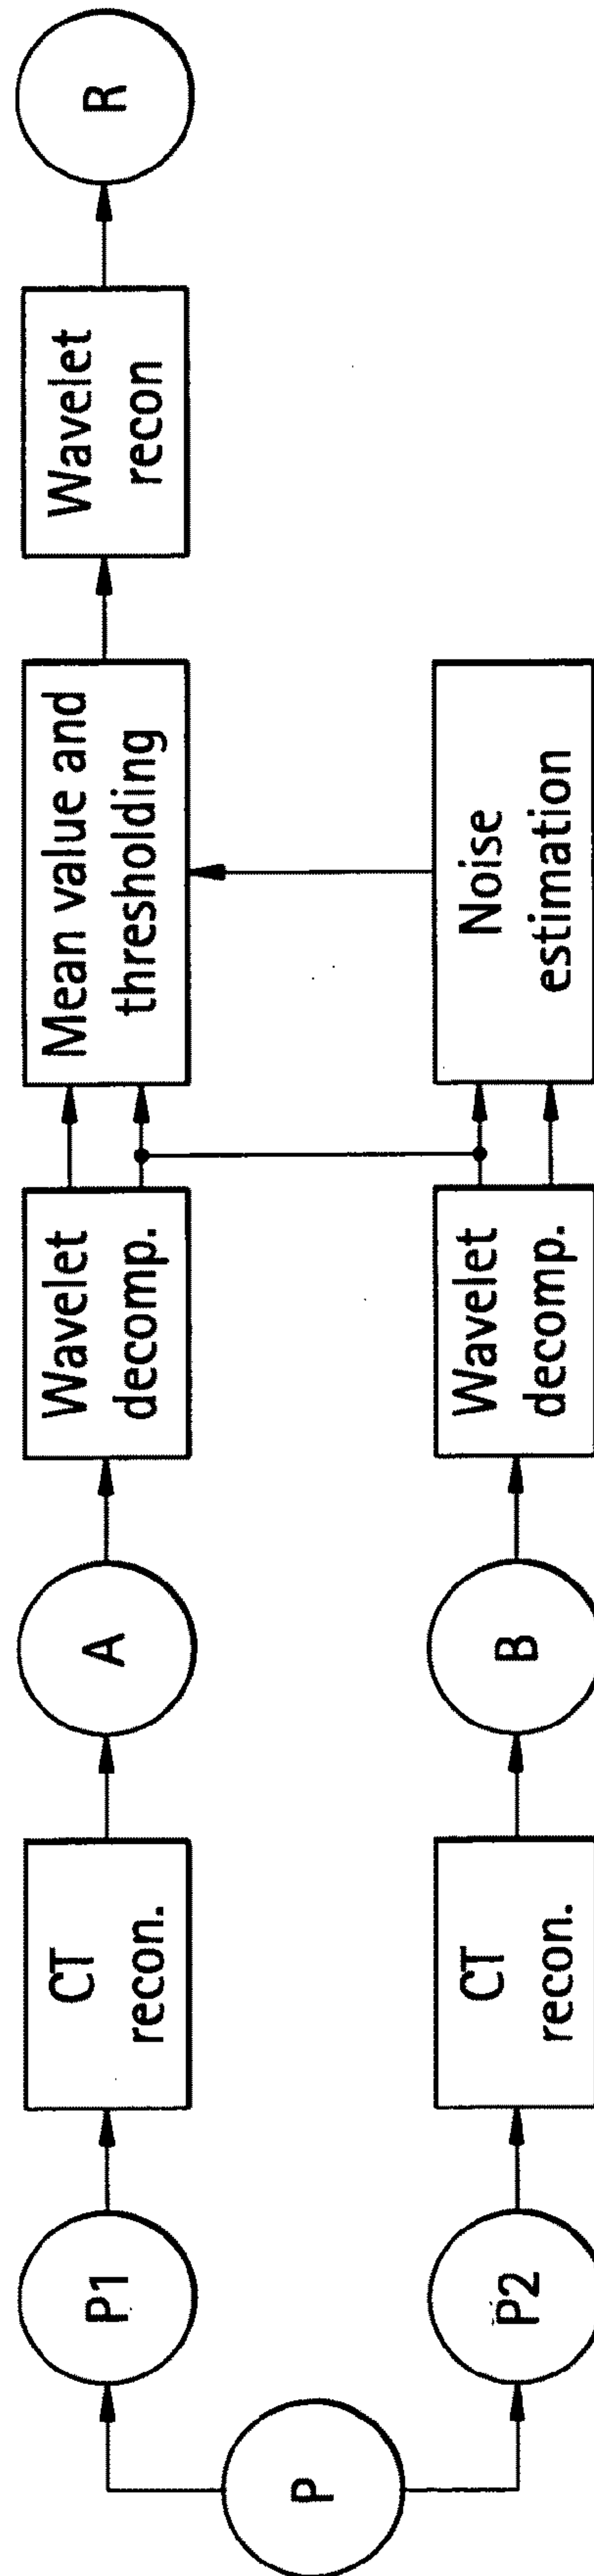 P
P1
CT
recon.
A
Wavelet
decomp.
Mean value and
thresholding
Wavelet
recon
R
P2
CT
recon.
B
Wavelet
decomp.
Noise
estimation